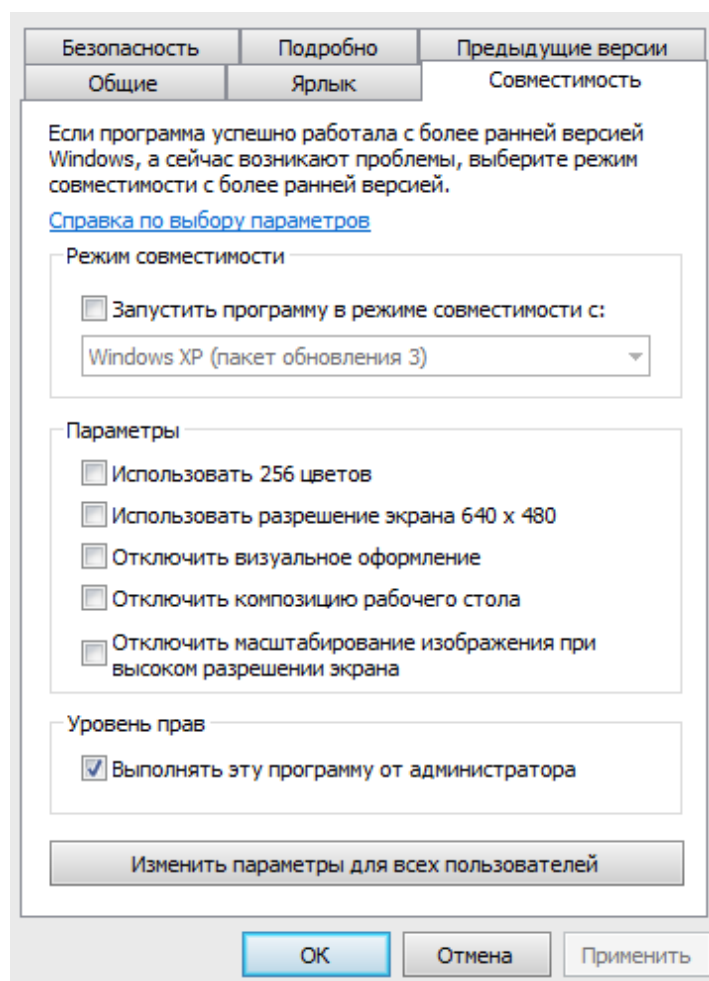 Безопасность Подробно Предыдущие версии
Общие Ярлык Совместимость
Если программа успешно работала с более ранней версией
Windows, а сейчас возникают проблемы, выберите режим
совместимости с более ранней версией.
Справка по выбору параметров
Режим совместимости
Запустить программу в режиме совместимости с:
Windows XP (пакет обновления 3)
Параметры
Использовать 256 цветов
Использовать разрешение экрана 640 x 480
Отключить визуальное оформление
Отключить композицию рабочего стола
Отключить масштабирование изображения при
высоком разрешении экрана
Уровень прав
Выполнять эту программу от администратора
Изменить параметры для всех пользователей
ОК Отмена Применить